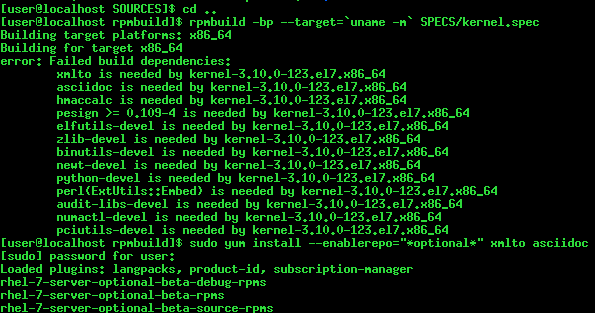 [user@localhost SOURCES]$ cd ..
[user@localhost rpmbuild]$ rpmbuild -bp --target=`uname -m` SPECS/kernel.spec
Building target platforms: x86_64
Building for target x86_64
error: Failed build dependencies:
xmlto is needed by kernel-3.10.0-123.el7.x86_64
asciidoc is needed by kernel-3.10.0-123.el7.x86_64
hmaccalc is needed by kernel-3.10.0-123.el7.x86_64
pesign >= 0.109-4 is needed by kernel-3.10.0-123.el7.x86_64
elfutils-devel is needed by kernel-3.10.0-123.el7.x86_64
zlib-devel is needed by kernel-3.10.0-123.el7.x86_64
binutils-devel is needed by kernel-3.10.0-123.el7.x86_64
newt-devel is needed by kernel-3.10.0-123.el7.x86_64
python-devel is needed by kernel-3.10.0-123.el7.x86_64
perl(ExtUtils::Embed) is needed by kernel-3.10.0-123.el7.x86_64
audit-libs-devel is needed by kernel-3.10.0-123.el7.x86_64
numactl-devel is needed by kernel-3.10.0-123.el7.x86_64
pciutils-devel is needed by kernel-3.10.0-123.el7.x86_64
[user@localhost rpmbuild]$ sudo yum install --enablerepo="*optional*" xmlto asciidoc
[sudo] password for user:
Loaded plugins: langpacks, product-id, subscription-manager
rhel-7-server-optional-beta-debug-rpms
rhel-7-server-optional-beta-rpms
rhel-7-server-optional-beta-source-rpms